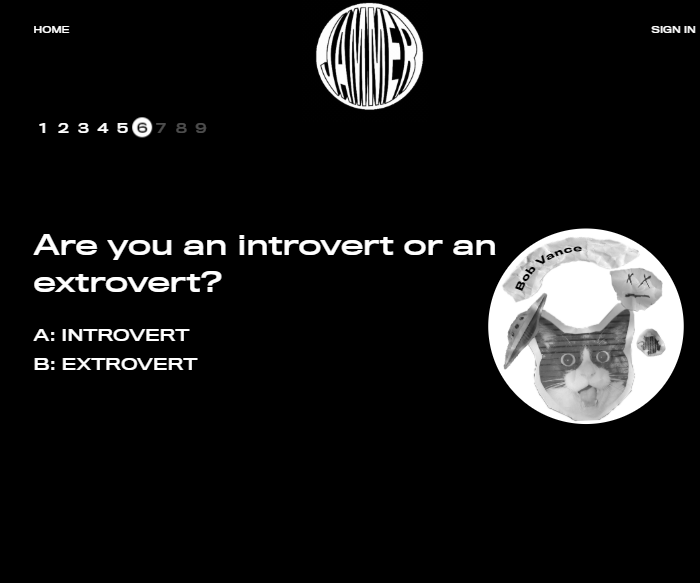 HOME
JAMMER
SIGN IN
1 2 3 4 5 6 7 8 9
Are you an introvert or an
extrovert?
A: INTROVERT
B: EXTROVERT
Bob Vance